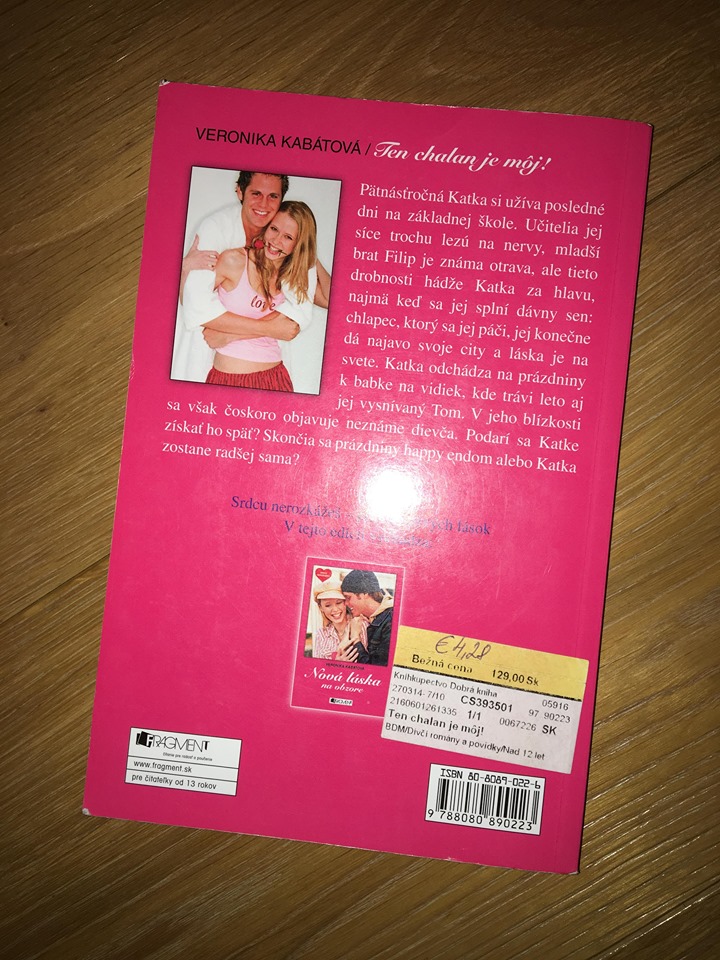 VERONIKA KABÁTOVÁ / Ten chalan je môj!
Pätnásťročná Katka si užíva posledné
dni na základnej škole. Učitelia jej
síce trochu lezú na nervy, mladší
brat Filip je známa otrava, ale tieto
drobnosti hádže Katka za hlavu,
najmä keď sa jej splní dávny sen:
chlapec, ktorý sa jej páči, jej konečne
dá najavo svoje city a láska je na
svete. Katka odchádza na prázdniny
k babke na vidiek, kde trávi leto aj
jej vysnívaný Tom. V jeho blízkosti
sa však čoskoro objavuje neznáme dievča. Podarí sa Katke
získať ho späť? Skončia sa prázdniny happy endom alebo Katka
zostane radšej sama?
love
Srdcu nerozkážeš lások
V tejto edícii
VERONIKA KABÁTOVÁ
Nová láska
na obzore
FRAGMENT
€ 4,28
Bežná cena 129,00 Sk
Kníhkupectvo Dobrá kniha 05916
270314-7/10 CS393501 97 80223
2160601261335 1/1 0067226 SK
Ten chalan je môj!
BDM/Dívčí romány a povídky/Nad 12 let
FRAGMENT
www.fragment.sk
pre čitateľky od 13 rokov
ISBN 80-8089-022-6
9 788080 890223